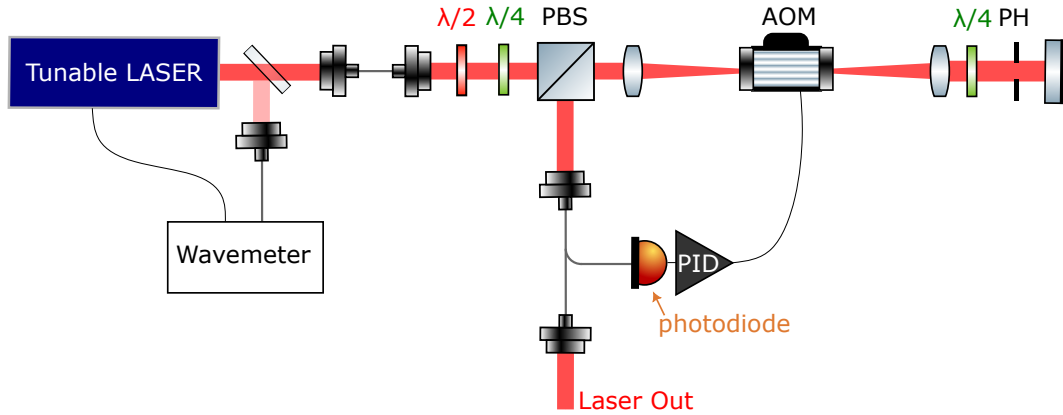 λ/2 λ/4 PBS AOM λ/4 PH
Tunable LASER
Wavemeter
PID
photodiode
Laser Out